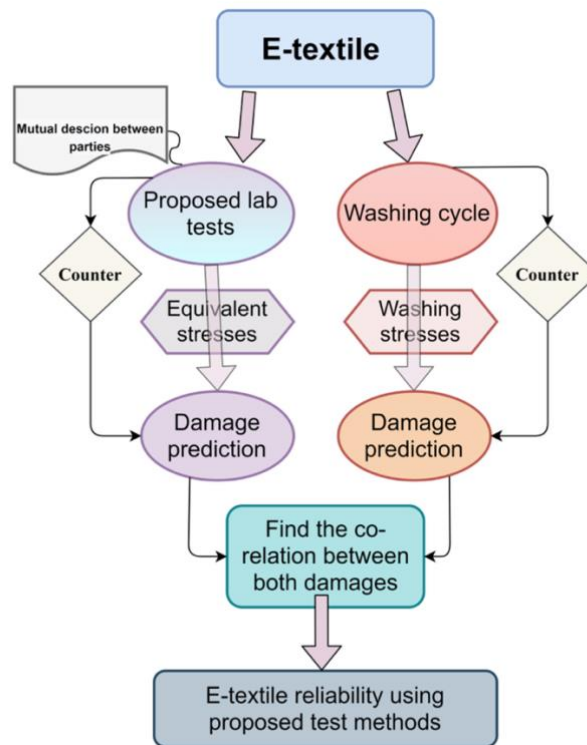 E-textile
Mutual descion between
parties
Proposed lab
tests
Washing cycle
Counter
Counter
Equivalent
stresses
Washing
stresses
Damage
prediction
Damage
prediction
Find the co-
relation between
both damages
E-textile reliability using
proposed test methods